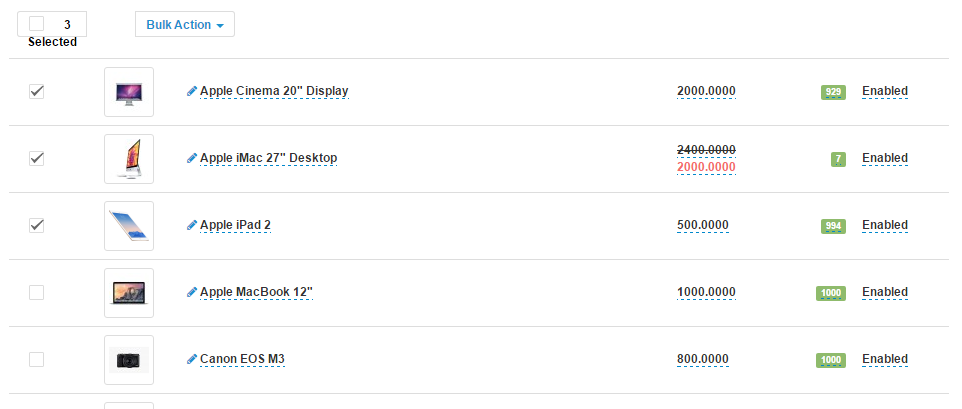 3
Selected
Bulk Action
Apple Cinema 20" Display 2000.0000 929 Enabled
Apple iMac 27" Desktop 2400.0000 7 Enabled
2000.0000
Apple iPad 2 500.0000 994 Enabled
Apple MacBook 12" 1000.0000 1000 Enabled
Canon EOS M3 800.0000 1000 Enabled